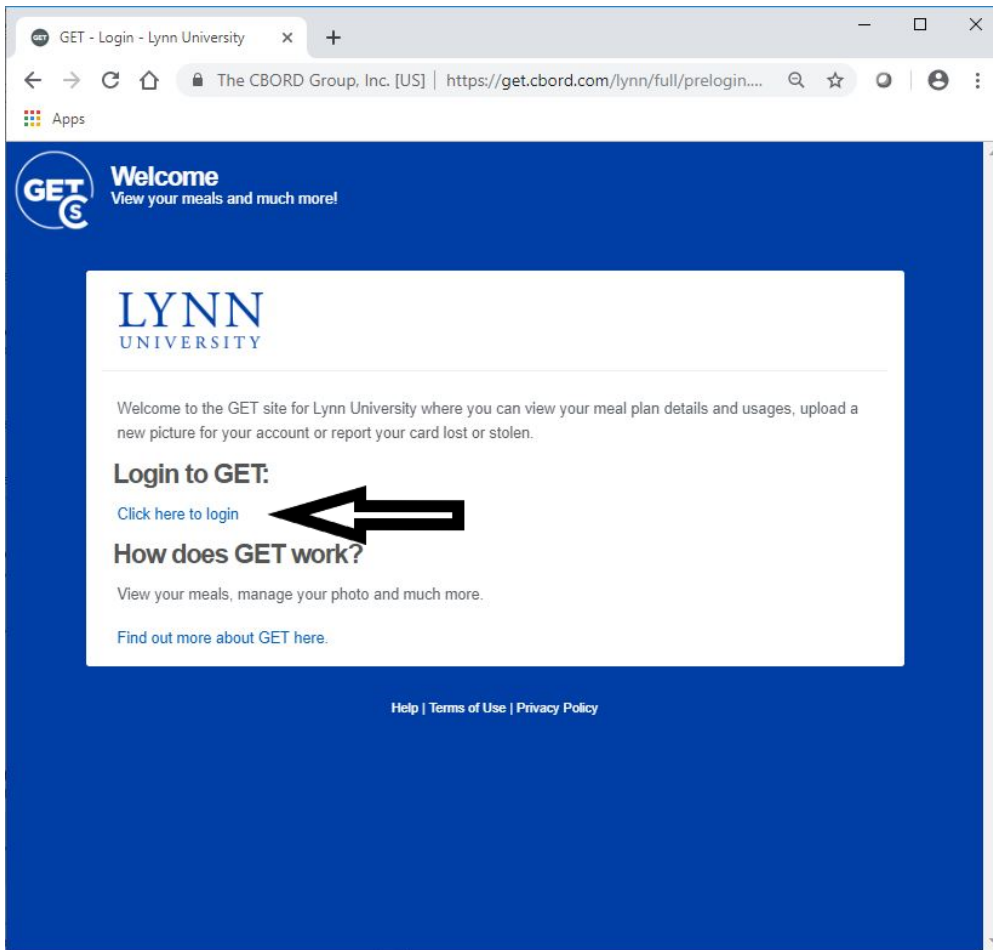 GET - Login - Lynn University
The CBORD Group, Inc. [US] | https://get.cbord.com/lynn/full/prelogin....
Apps
GET
CS
Welcome
View your meals and much more!
LYNN
UNIVERSITY
Welcome to the GET site for Lynn University where you can view your meal plan details and usages, upload a
new picture for your account or report your card lost or stolen.
Login to GET:
Click here to login
How does GET work?
View your meals, manage your photo and much more.
Find out more about GET here.
Help | Terms of Use | Privacy Policy